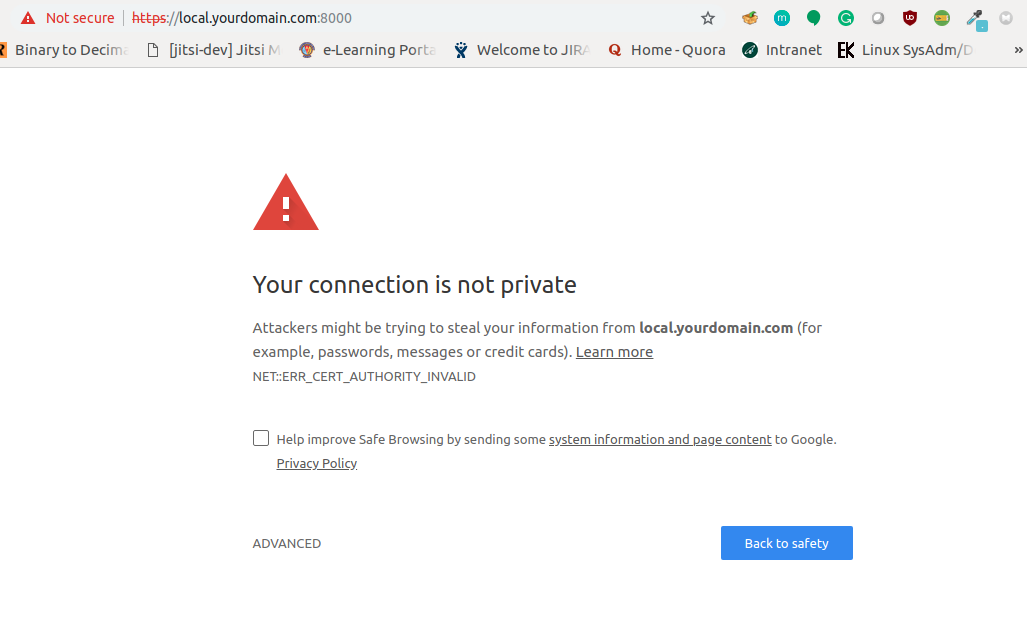 Not secure https://local.yourdomain.com:8000
Binary to Decima [jitsi-dev] Jitsi M e-Learning Porta Welcome to JIRA Q Home - Quora Intranet EK Linux SysAdm/D »
Your connection is not private
Attackers might be trying to steal your information from local.yourdomain.com (for
example, passwords, messages or credit cards). Learn more
NET::ERR_CERT_AUTHORITY_INVALID
Help improve Safe Browsing by sending some system information and page content to Google.
Privacy Policy
ADVANCED
Back to safety